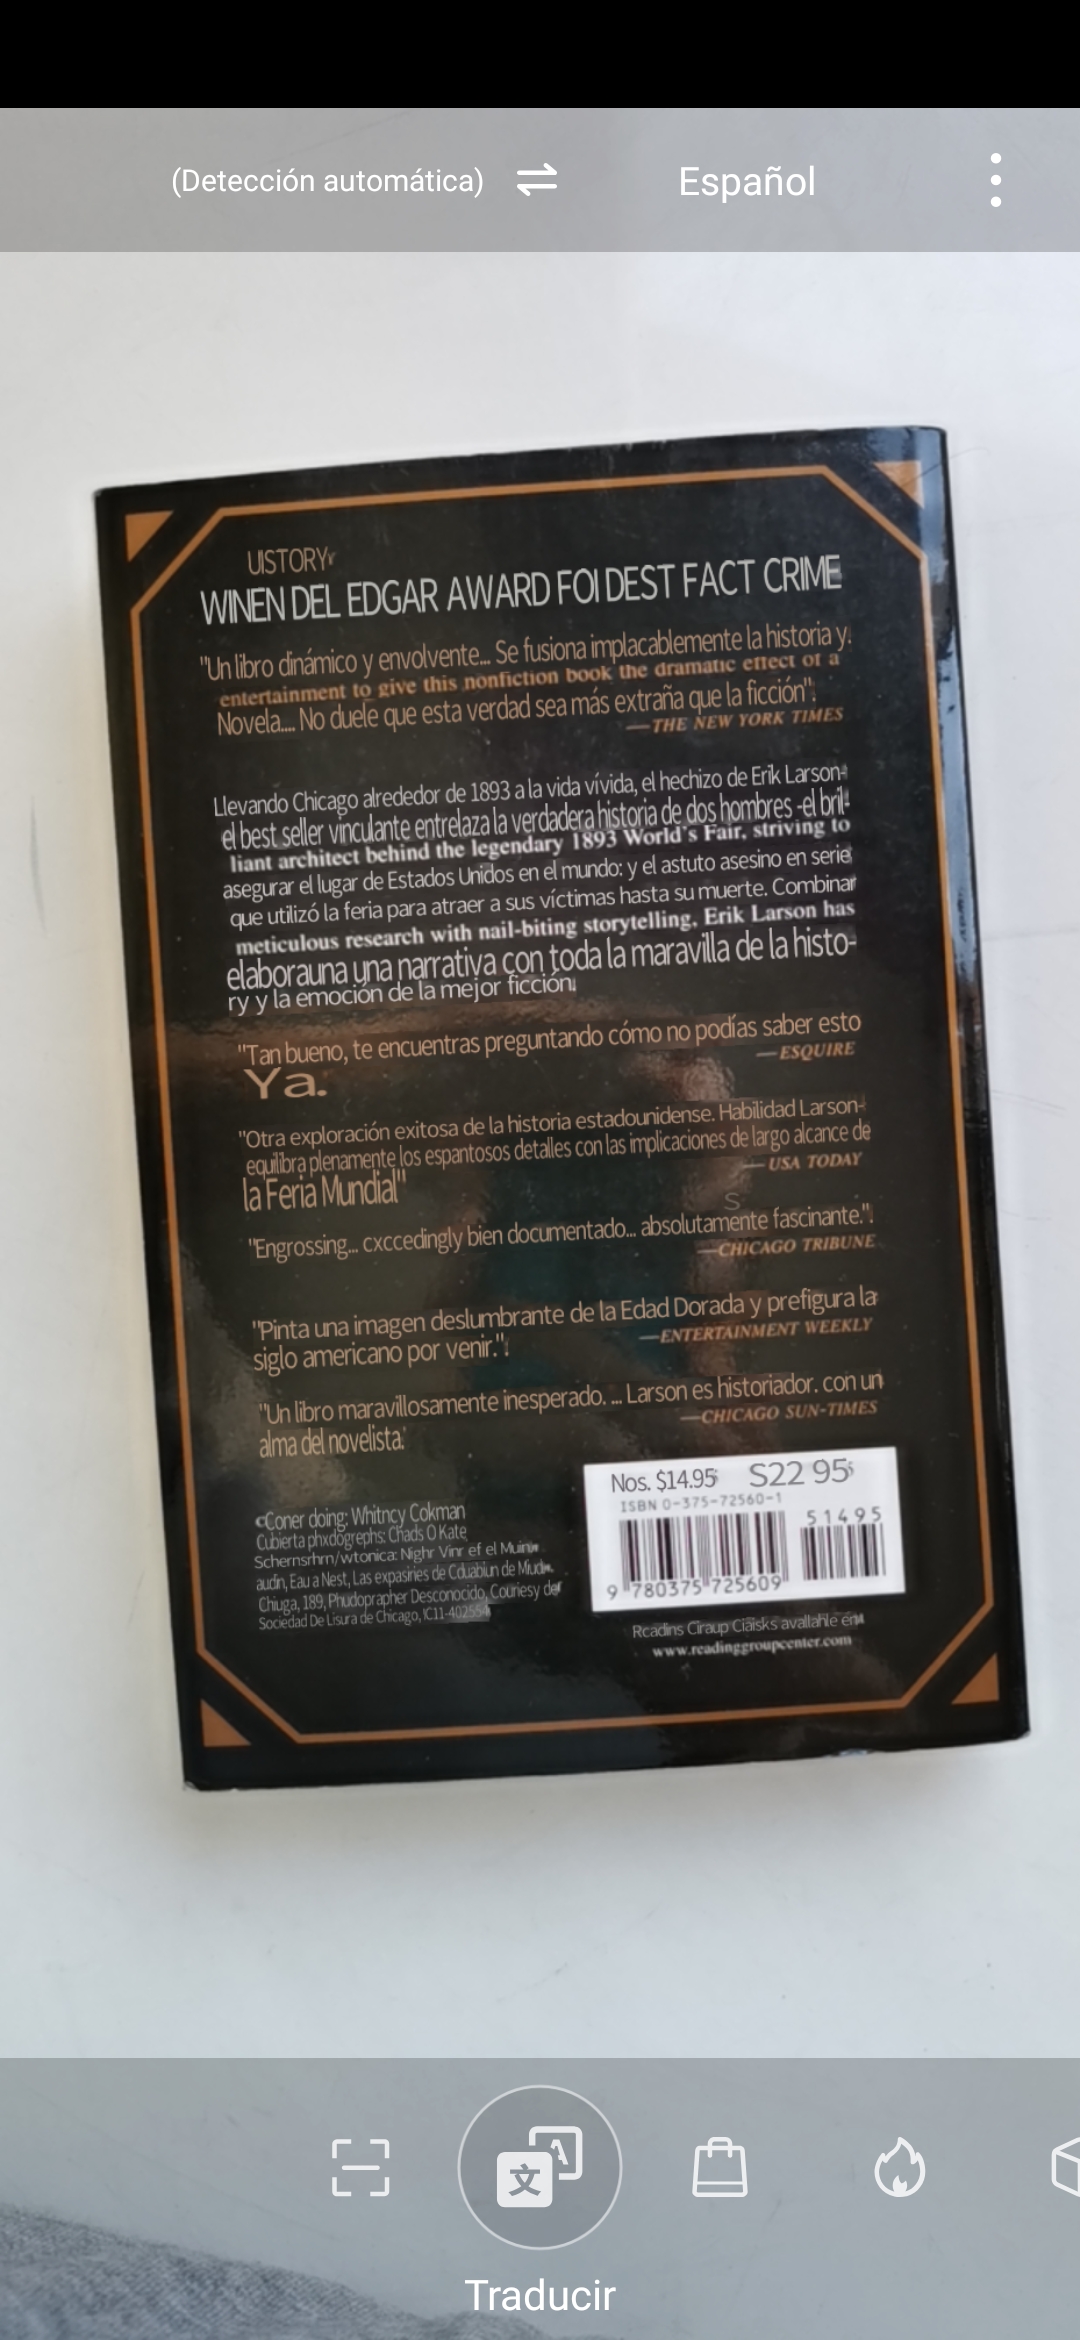 (Detección automática)
Español
UISTORY
WINEN DEL EDGAR AWARD FOI DEST FACT CRIME
"Un libro dinámico y envolvente... Se fusiona implacablemente la historia y
entertainment to give this nonfiction book the dramatic effect of a
Novela.... No duele que esta verdad sea más extraña que la ficción".
—THE NEW YORK TIMES
Llevando Chicago alrededor de 1893 a la vida vívida, el hechizo de Erik Larson-
el best seller vinculante entrelaza la verdadera historia de dos hombres -el bril-
liant architect behind the legendary 1893 World's Fair, striving to
asegurar el lugar de Estados Unidos en el mundo: y el astuto asesino en serie
que utilizó la feria para atraer a sus víctimas hasta su muerte. Combinar
meticulous research with nail-biting storytelling, Erik Larson has
elaborauna una narrativa con toda la maravilla de la histo-
ry y la emoción de la mejor ficción.
"Tan bueno, te encuentras preguntando cómo no podías saber esto
—ESQUIRE
Ya.
"Otra exploración exitosa de la historia estadounidense. Habilidad Larson-
equilibra plenamente los espantosos detalles con las implicaciones de largo alcance de
—USA TODAY
la Feria Mundial"
S
"Engrossing... cxccedingly bien documentado... absolutamente fascinante.".
—CHICAGO TRIBUNE
"Pinta una imagen deslumbrante de la Edad Dorada y prefigura la
—ENTERTAINMENT WEEKLY
siglo americano por venir."
"Un libro maravillosamente inesperado. ... Larson es historiador. con un
—CHICAGO SUN-TIMES
alma del novelista.
Nos. $14.95 S22 95
ISBN 0-375-72560-1
51495
9 780375 725609
Coner doing: Whitncy Cokman
Cubierta phxdogrephs: Chads O Kate
Schernsrhm/wtonica: Nighr Vinr ef el
audin, Eau a Nest, Las expasiries de Cduabiun de
Chiuga, 189, Phudoprapher Desconocido, Couriesy
Sociedad De Lisura de Chicago,
Rcadins Ciraup Ciaisks avallahle en
www.readinggroupcenter.com
Traducir